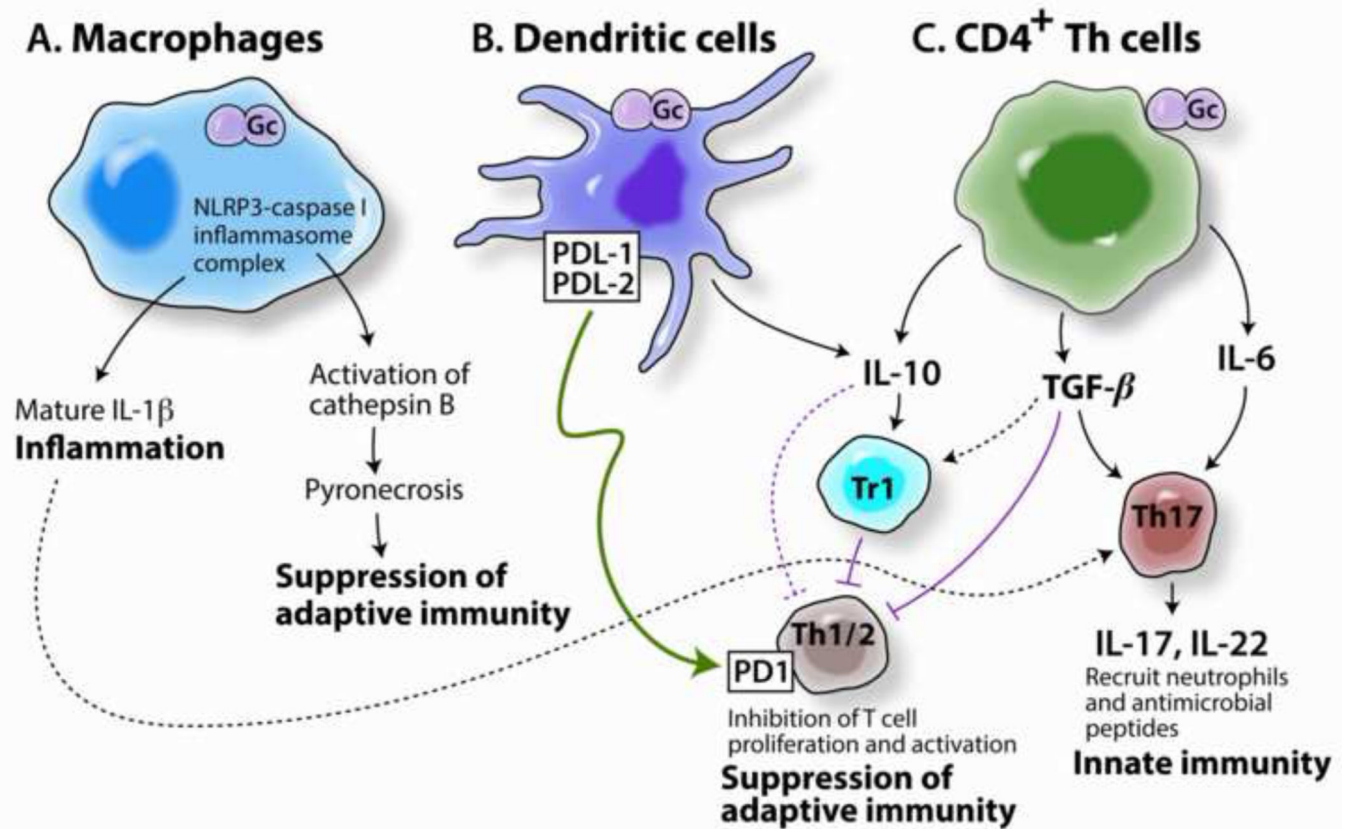 A. Macrophages
Gc
NLRP3-caspase I
inflammasome
complex
Mature IL-1β
Inflammation
Activation of
cathepsin B
Pyronecrosis
Suppression of
adaptive immunity
B. Dendritic cells
Gc
PDL-1
PDL-2
C. CD4+ Th cells
Gc
IL-10
TGF-β
IL-6
Tr1
Th17
Th1/2
PD1
Inhibition of T cell
proliferation and activation
Suppression of
adaptive immunity
IL-17, IL-22
Recruit neutrophils
and antimicrobial
peptides
Innate immunity